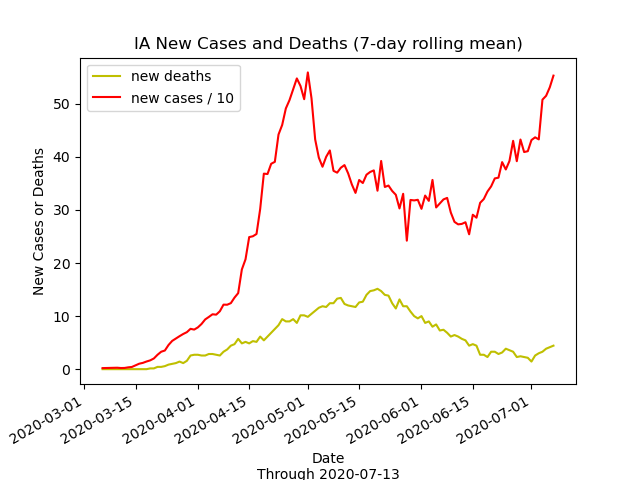 IA New Cases and Deaths (7-day rolling mean)
new deaths
new cases / 10
New Cases or Deaths
50
40
30
20
10
0
2020-03-01
2020-03-15
2020-04-01
2020-04-15
2020-05-01
2020-05-15
2020-06-01
2020-06-15
2020-07-01
Date
Through 2020-07-13